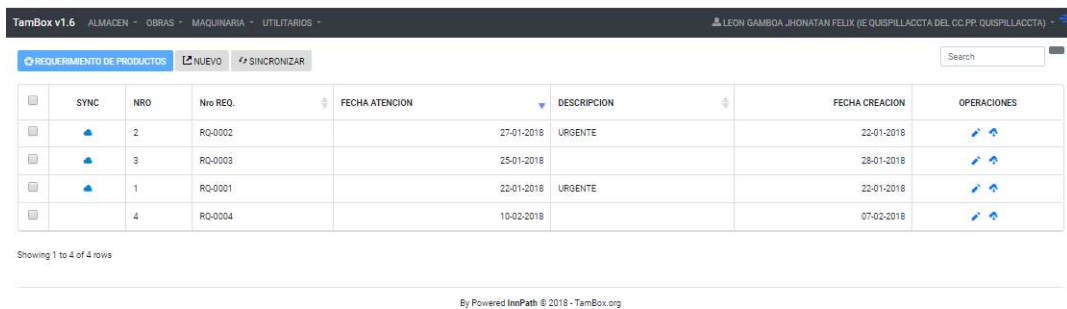 TamBox v1.6 ALMACEN OBRAS MAQUINARIA UTILITARIOS LEON GAMBOA JHONATAN FELIX (IE QUISPILLACCTA DEL CC.PP. QUISPILLACCTA)
REQUERIMIENTO DE PRODUCTOS NUEVO SINCRONIZAR Search
SYNC NRO Nro REQ. FECHA ATENCION DESCRIPCION FECHA CREACION OPERACIONES
2 RQ-0002 27-01-2018 URGENTE 22-01-2018
3 RQ-0003 25-01-2018 28-01-2018
1 RQ-0001 22-01-2018 URGENTE 22-01-2018
4 RQ-0004 10-02-2018 07-02-2018
Showing 1 to 4 of 4 rows
By Powered InnPath © 2018 - TamBox.org